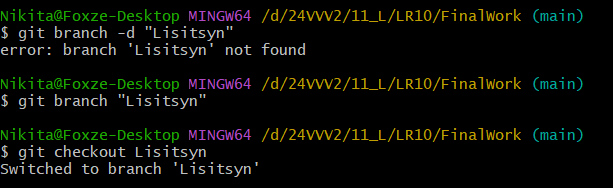 Nikita@Foxze-Desktop MINGW64 /d/24VVV2/11_L/LR10/FinalWork (main)
$ git branch -d "Lisitsyn"
error: branch 'Lisitsyn' not found
Nikita@Foxze-Desktop MINGW64 /d/24VVV2/11_L/LR10/FinalWork (main)
$ git branch "Lisitsyn"
Nikita@Foxze-Desktop MINGW64 /d/24VVV2/11_L/LR10/FinalWork (main)
$ git checkout Lisitsyn
Switched to branch 'Lisitsyn'